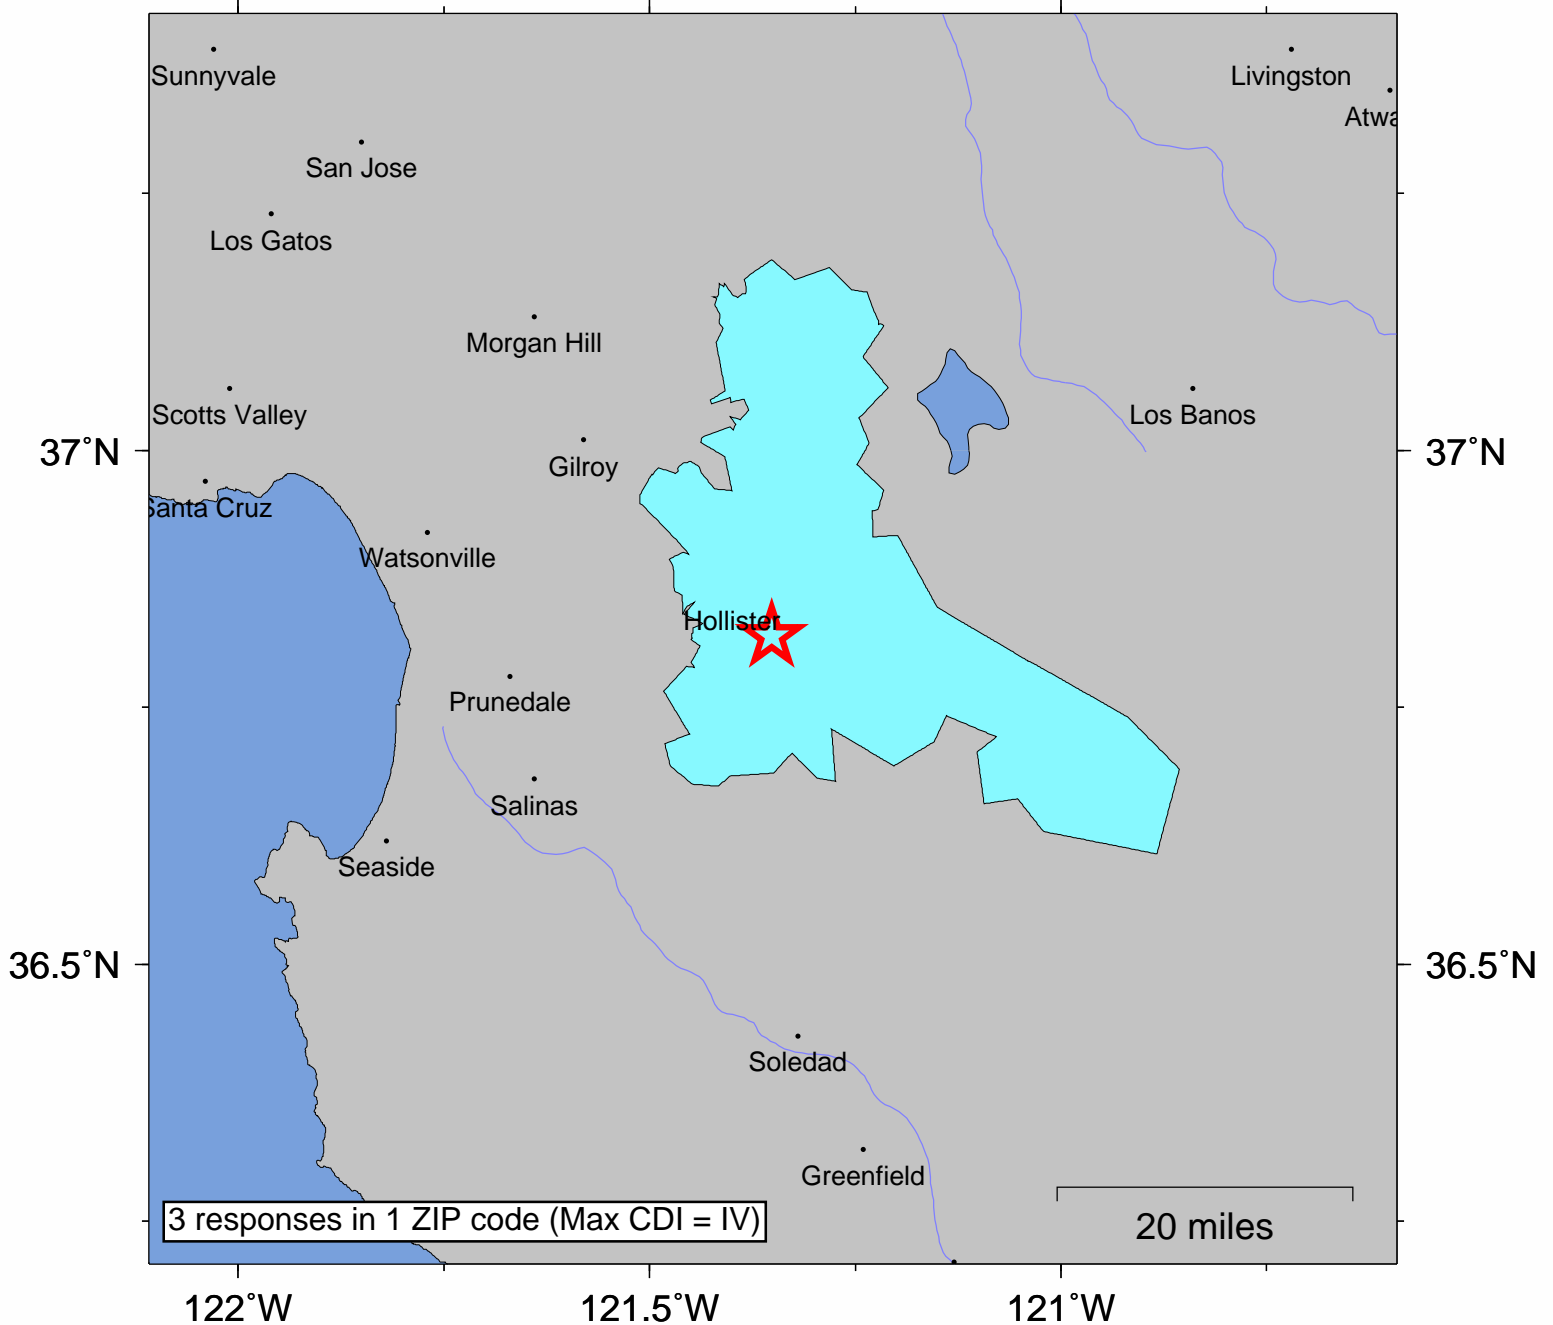 Sunnyvale
Livingston
Atwa
San Jose
Los Gatos
Morgan Hill
Scotts Valley
Los Banos
37°N
37°N
Gilroy
Santa Cruz
Watsonville
Hollister
Prunedale
Salinas
Seaside
36.5°N
36.5°N
Soledad
Greenfield
3 responses in 1 ZIP code (Max CDI = IV)
20 miles
122°W
121.5°W
121°W